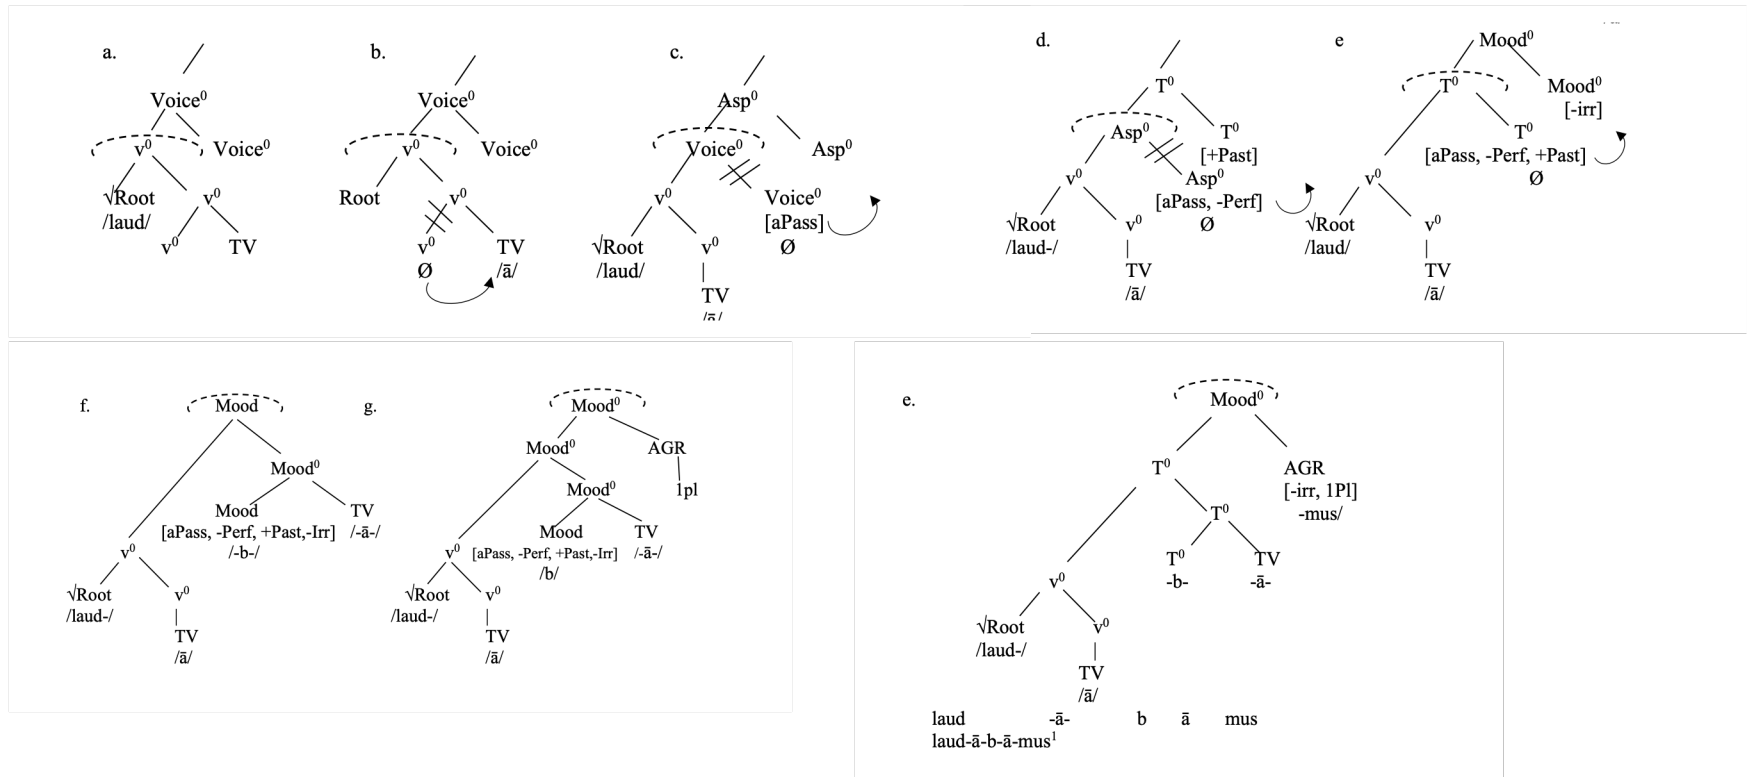 a.
Voice⁰
v⁰ Voice⁰
√Root v⁰
/laud/
v⁰ TV
b.
Voice⁰
v⁰ Voice⁰
Root v⁰
v⁰ TV
Ø /ā/
c.
Asp⁰
Voice⁰ Asp⁰
v⁰ Voice⁰
[aPass]
√Root v⁰ Ø
/laud/
TV
/ā/
d.
T⁰
Asp⁰ T⁰
[+Past]
v⁰ Asp⁰
[aPass, -Perf]
√Root v⁰ Ø
/laud-/
TV
/ā/
e
Mood⁰
T⁰ Mood⁰
[-irr]
T⁰
[aPass, -Perf, +Past]
v⁰ Ø
√Root v⁰
/laud/
TV
/ā/
f.
Mood
Mood⁰
Mood TV
[aPass, -Perf, +Past,-Irr] /-ā-/
v⁰ /-b-/
√Root v⁰
/laud-/
TV
/ā/
g.
Mood⁰
Mood⁰ AGR
Mood⁰ 1pl
Mood TV
v⁰ [aPass, -Perf, +Past,-Irr] /-ā-/
/b/
√Root v⁰
/laud-/
TV
/ā/
e.
Mood⁰
T⁰ AGR
[-irr, 1Pl]
T⁰ -mus/
T⁰ TV
v⁰ -b- -ā-
√Root v⁰
/laud-/
TV
/ā/
laud -ā- b ā mus
laud-ā-b-ā-mus¹